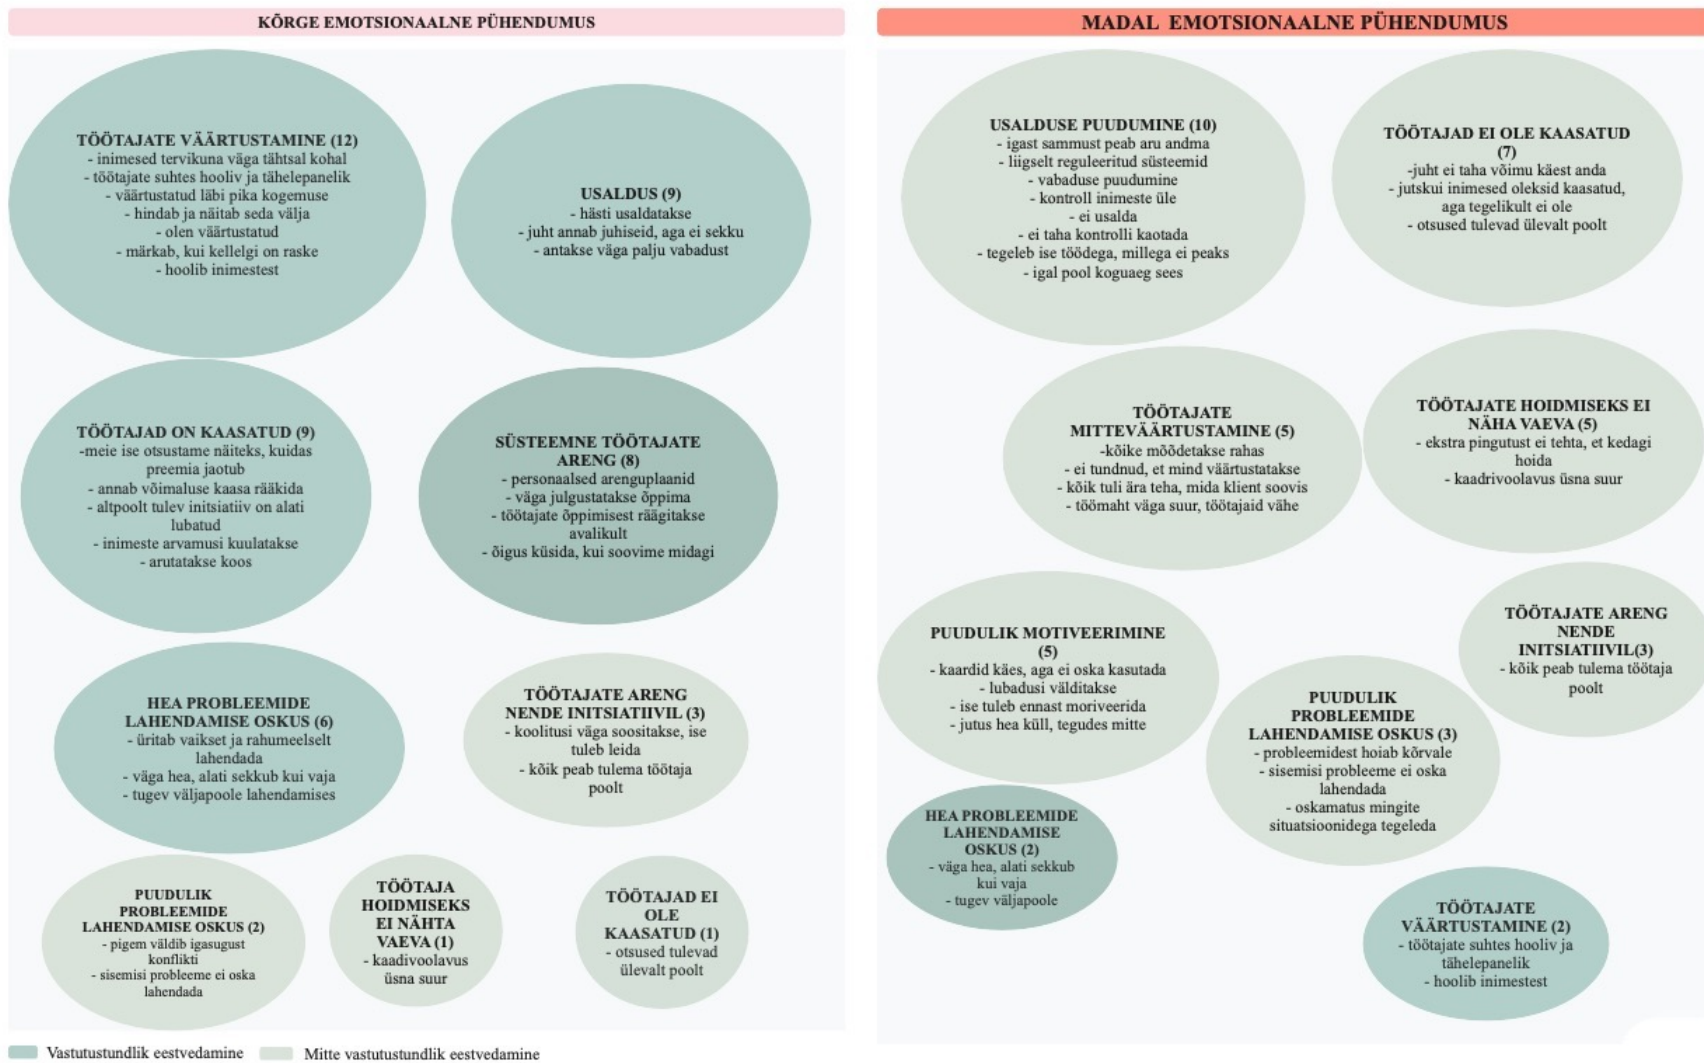 KÕRGE EMOTSIONAALNE PÜHENDUMUS
TÖÖTAJATE VÄÄRTUSTAMINE (12)
- inimesed tervikuna väga tähtsal kohal
- töötajate suhtes hooliv ja tähelepanelik
- väärtustatud läbi pika kogemuse
- hindab ja näitab seda välja
- olen väärtustatud
- märkab, kui kellelgi on raske
- hoolib inimestest
USALDUS (9)
- hästi usaldatakse
- juht annab juhiseid, aga ei sekku
- antakse väga palju vabadust
TÖÖTAJAD ON KAASATUD (9)
-meie ise otsustame näiteks, kuidas
preemia jaotub
- annab võimaluse kaasa rääkida
- altpoolt tulev initsiatiiv on alati
lubatud
- inimeste arvamusi kuulatakse
- arutatakse koos
SÜSTEEMNE TÖÖTAJATE
ARENG (8)
- personaalsed arenguplaanid
- väga julgustatakse õppima
- töötajate õppimisest räägitakse
avalikult
- õigus küsida, kui soovime midagi
HEA PROBLEEMIDE
LAHENDAMISE OSKUS (6)
- üritab vaikset ja rahumeelselt
lahendada
- väga hea, alati sekkub kui vaja
- tugev väljapoole lahendamises
TÖÖTAJATE ARENG
NENDE INITSIATIIVIL (3)
- koolitusi väga soositakse, ise
tuleb leida
- kõik peab tulema töötaja
poolt
PUUDULIK
PROBLEEMIDE
LAHENDAMISE OSKUS (2)
- pigem väldib igasugust
konflikti
- sisemisi probleeme ei oska
lahendada
TÖÖTAJA
HOIDMISEKS
EI NÄHTA
VAEVA (1)
- kaadivoolavus
üsna suur
TÖÖTAJAD EI
OLE
KAASATUD (1)
- otsused tulevad
ülevalt poolt
MADAL EMOTSIONAALNE PÜHENDUMUS
USALDUSE PUUDUMINE (10)
- igast sammust peab aru andma
- liigselt reguleeritud süsteemid
- vabaduse puudumine
- kontroll inimeste üle
- ei usalda
- ei taha kontrolli kaotada
- tegeleb ise töödega, millega ei peaks
- igal pool koguaeg sees
TÖÖTAJAD EI OLE KAASATUD
(7)
-juht ei taha võimu käest anda
- jutskui inimesed oleksid kaasatud,
aga tegelikult ei ole
- otsused tulevad ülevalt poolt
TÖÖTAJATE
MITTEVÄÄRTUSTAMINE (5)
-kõike mõõdetakse rahas
- ei tundnud, et mind väärtustatakse
- kõik tuli ära teha, mida klient soovis
- töömaht väga suur, töötajaid vähe
TÖÖTAJATE HOIDMISEKS EI
NÄHA VAEVA (5)
- ekstra pingutust ei tehta, et kedagi
hoida
- kaadrivoolavus üsna suur
PUUDULIK MOTIVEERIMINE
(5)
- kaardid käes, aga ei oska kasutada
- lubadusi välditakse
- ise tuleb ennast moriveerida
- jutus hea küll, tegudes mitte
TÖÖTAJATE ARENG
NENDE
INITSIATIIVIL(3)
- kõik peab tulema töötaja
poolt
PUUDULIK
PROBLEEMIDE
LAHENDAMISE OSKUS (3)
- probleemidest hoiab kõrvale
- sisemisi probleeme ei oska
lahendada
- oskamatus mingite
situatsioonidega tegeleda
HEA PROBLEEMIDE
LAHENDAMISE
OSKUS (2)
- väga hea, alati sekkub
kui vaja
- tugev väljapoole
TÖÖTAJATE
VÄÄRTUSTAMINE (2)
- töötajate suhtes hooliv ja
tähelepanelik
- hoolib inimestest
Vastutustundlik eestvedamine
Mitte vastutustundlik eestvedamine